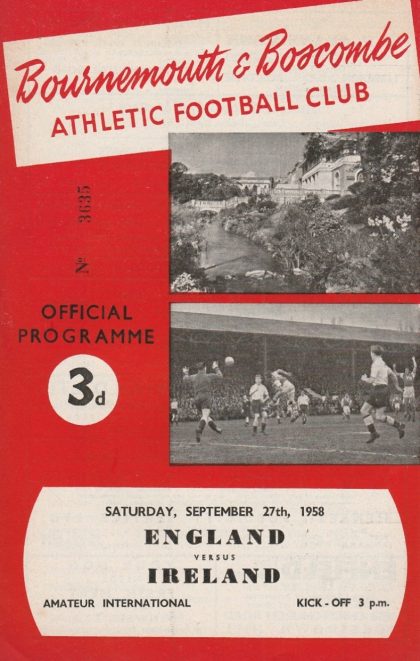 Bournemouth & Boscombe
ATHLETIC FOOTBALL CLUB
Nº 3635
OFFICIAL
PROGRAMME
3d
SATURDAY, SEPTEMBER 27th, 1958
ENGLAND
VERSUS
IRELAND
AMATEUR INTERNATIONAL KICK - OFF 3 p.m.